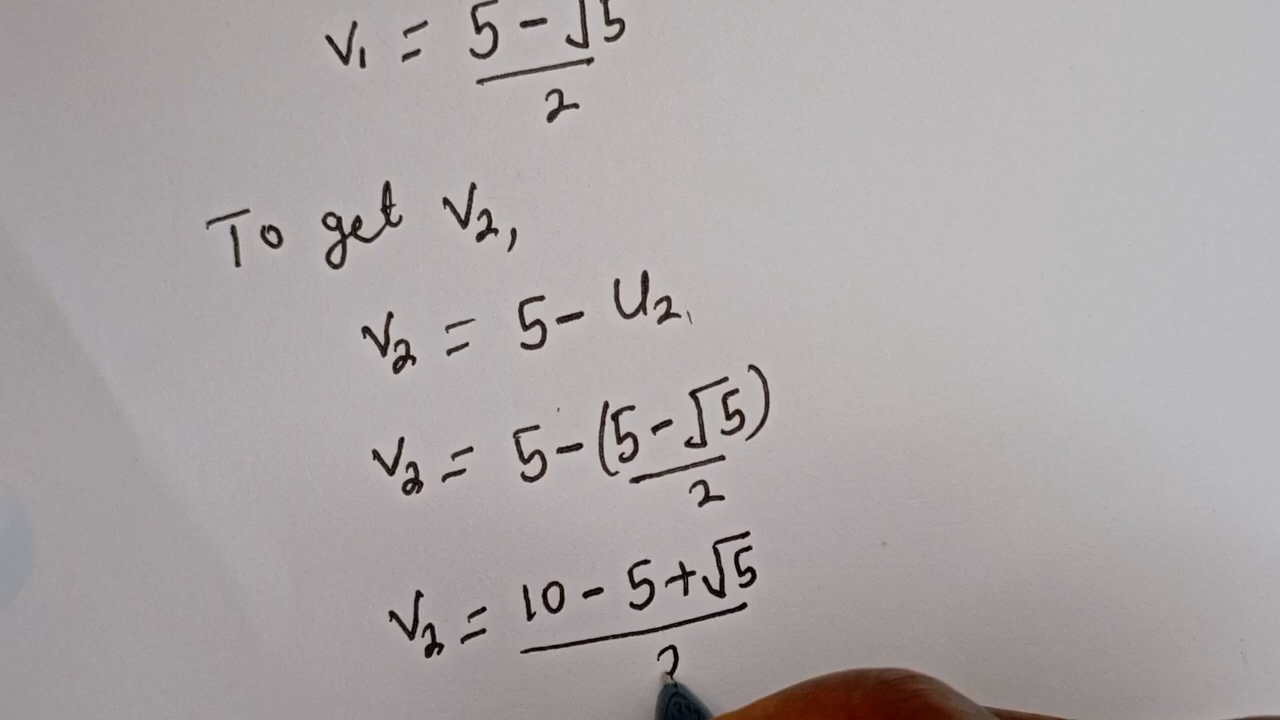 V₁ = (5 - √5)/2
To get V₂,
V₂ = 5 - U₂
V₂ = 5 - (5 - √5)/2
V₂ = (10 - 5 + √5)/2